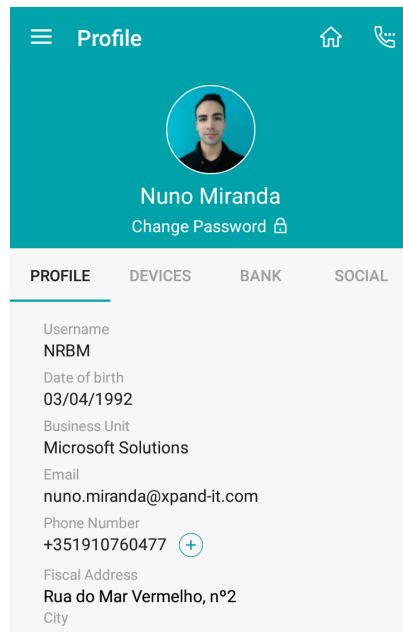 Profile
Nuno Miranda
Change Password
PROFILE DEVICES BANK SOCIAL
Username
NRBM
Date of birth
03/04/1992
Business Unit
Microsoft Solutions
Email
nuno.miranda@xpand-it.com
Phone Number
+351910760477
Fiscal Address
Rua do Mar Vermelho, nº2
City